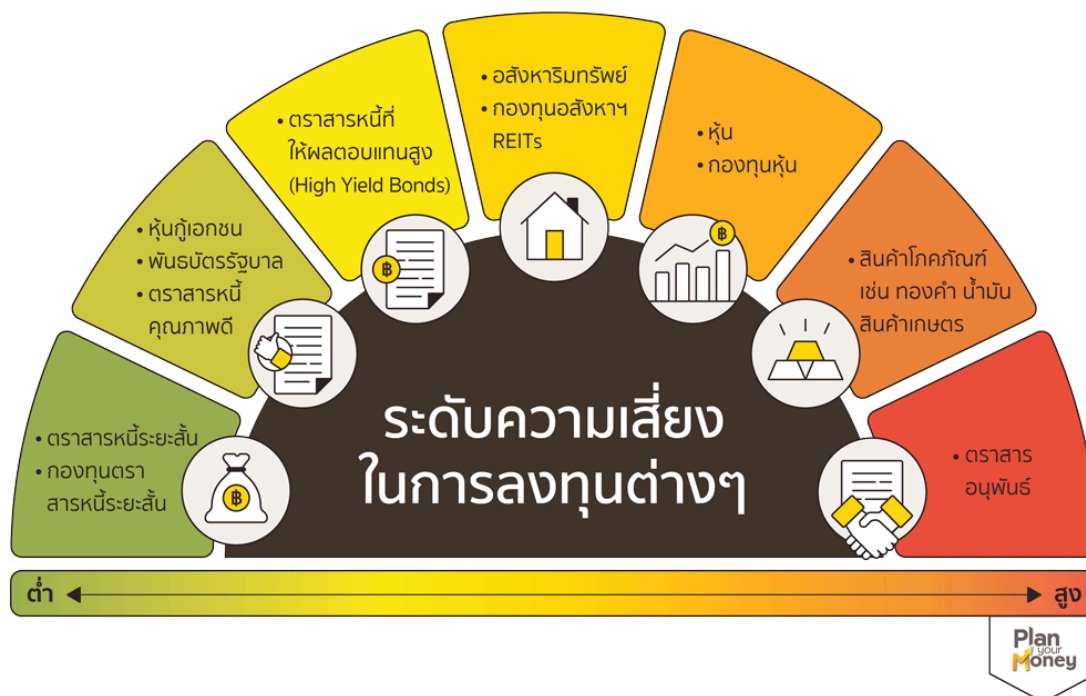 • อสังหาริมทรัพย์
• กองทุนอสังหาฯ
REITs
• ตราสารหนี้ที่
ให้ผลตอบแทนสูง
(High Yield Bonds)
• หุ้น
• กองทุนหุ้น
• หุ้นกู้เอกชน
• พันธบัตรรัฐบาล
• ตราสารหนี้
คุณภาพดี
• สินค้าโภคภัณฑ์
เช่น ทองคำ น้ำมัน
สินค้าเกษตร
• ตราสารหนี้ระยะสั้น
• กองทุนตรา
สารหนี้ระยะสั้น
• ตราสาร
อนุพันธ์
ระดับความเสี่ยง
ในการลงทุนต่างๆ
ต่ำ
สูง
Plan
your
Money